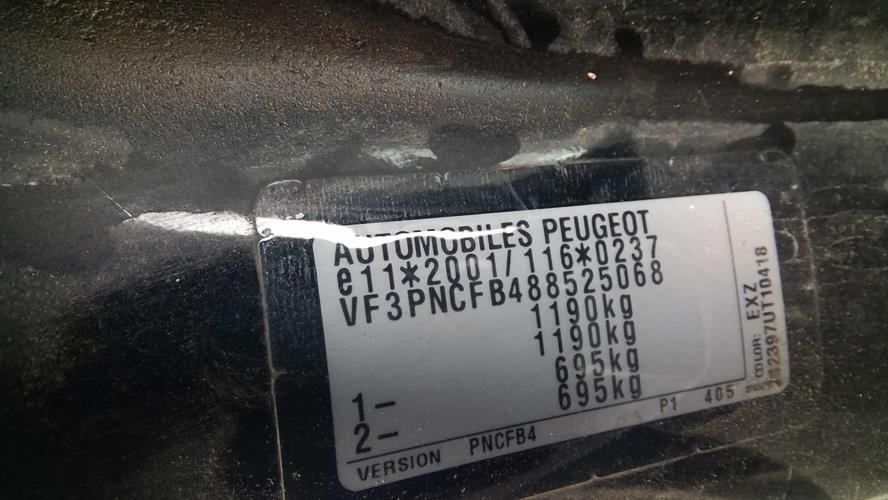 AUTOMOBILES PEUGEOT
e11*2001/116*0237
VF3PNCFB488525068
1190kg
1190kg
1- 695kg
2- 695kg
VERSION PNCFB4 P1 405
COLOR: EXZ
12397UT10418